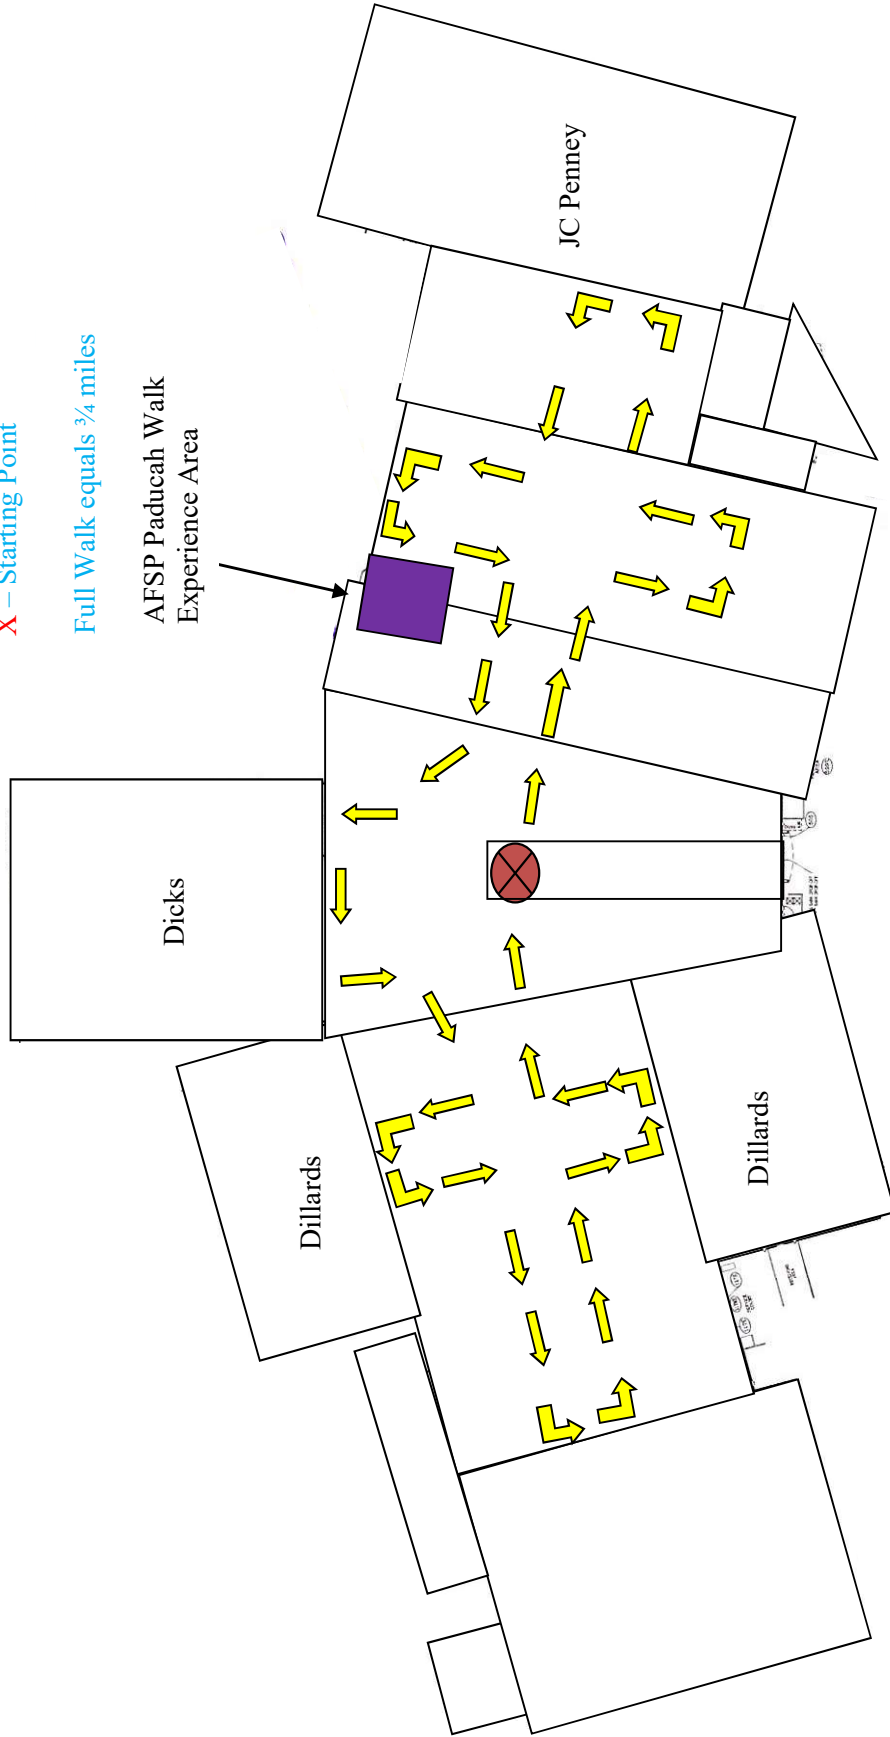 X – Starting Point
Full Walk equals ¾ miles
AFSP Paducah Walk
Experience Area
JC Penney
Dicks
Dillards
Dillards